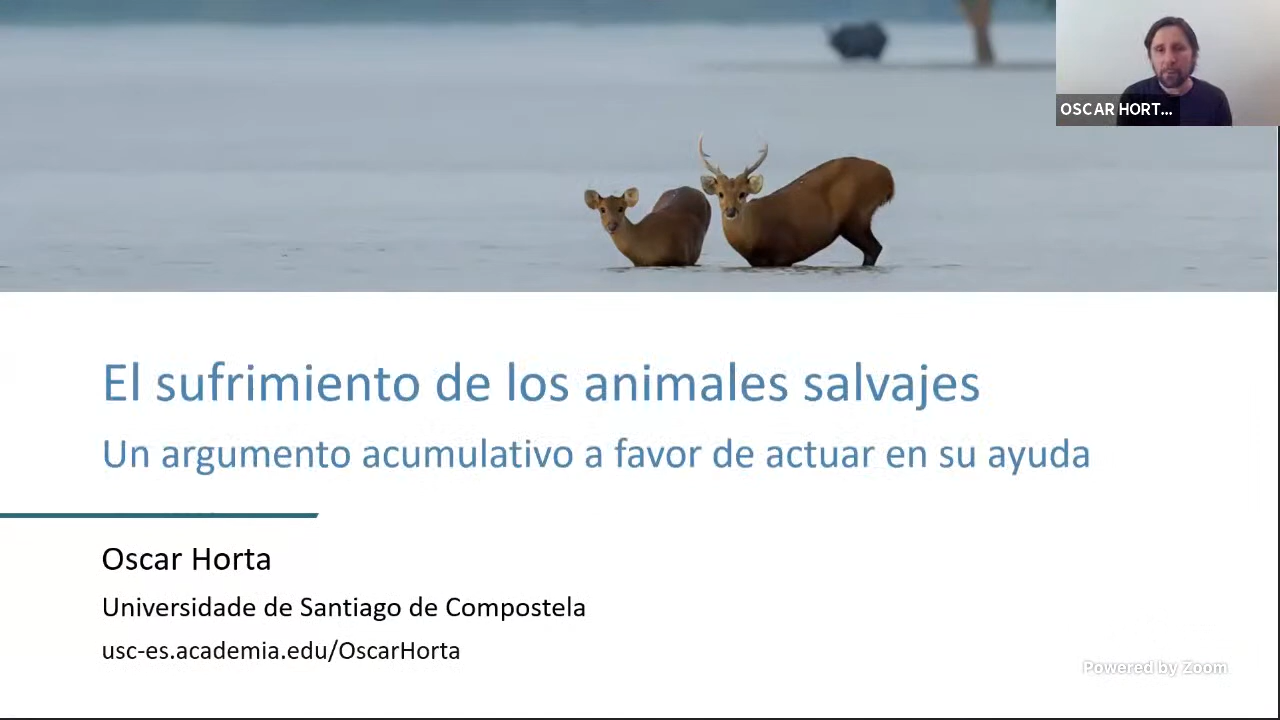 OSCAR HORT...
El sufrimiento de los animales salvajes
Un argumento acumulativo a favor de actuar en su ayuda
Oscar Horta
Universidade de Santiago de Compostela
usc-es.academia.edu/OscarHorta
Powered by Zoom